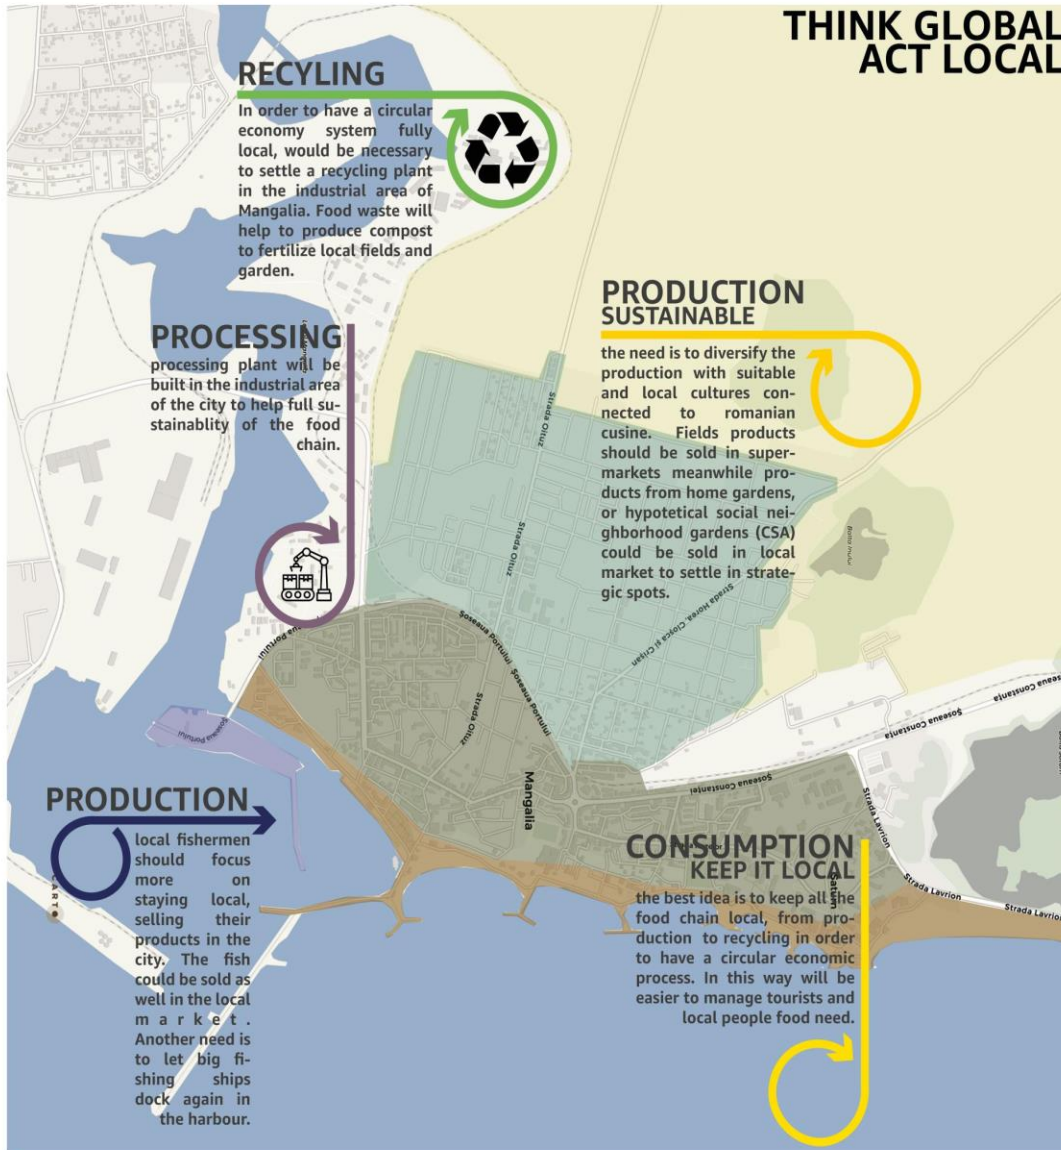 THINK GLOBAL
ACT LOCAL
RECYLING
In order to have a circular
economy system fully
local, would be necessary
to settle a recycling plant
in the industrial area of
Mangalia. Food waste will
help to produce compost
to fertilize local fields and
garden.
PRODUCTION
SUSTAINABLE
the need is to diversify the
production with suitable
and local cultures con-
nected to romanian
cusine. Fields products
should be sold in super-
markets meanwhile pro-
ducts from home gardens,
or hypotetical social nei-
ghborhood gardens (CSA)
could be sold in local
market to settle in strate-
gic spots.
PROCESSING
processing plant will be
built in the industrial area
of the city to help full su-
stainablity of the food
chain.
Strada Oituz
Strada Oituz
Strada Horea, Cloșca și Crișan
Șoseaua Portului
Șoseaua Portului
Strada Oituz
Șoseaua Portului
Mangalia
Șoseaua Constanța
Șoseaua Constanța
Șoseaua Constanței
Strada Lavrion
Strada Lavrion
Strada Lavrion
Saturn
PRODUCTION
local fishermen
should focus
more on
staying local,
selling their
products in the
city. The fish
could be sold as
well in the local
market.
Another need is
to let big fi-
shing ships
dock again in
the harbour.
CONSUMPTION
KEEP IT LOCAL
the best idea is to keep all the
food chain local, from pro-
duction to recycling in order
to have a circular economic
process. In this way will be
easier to manage tourists and
local people food need.